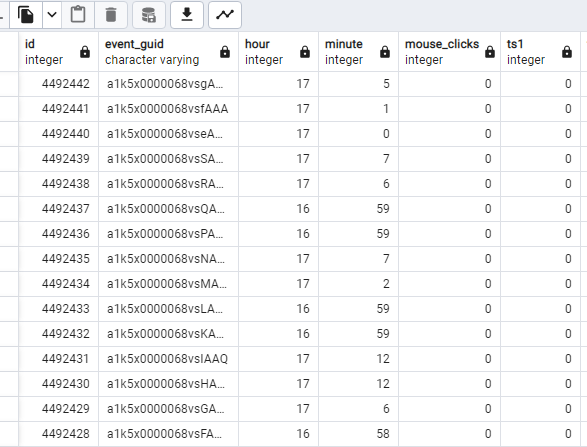 id event_guid hour minute mouse_clicks ts1
integer character varying integer integer integer integer
4492442 a1k5x0000068vsgA... 17 5 0 0
4492441 a1k5x0000068vsfAAA 17 1 0 0
4492440 a1k5x0000068vseA... 17 0 0 0
4492439 a1k5x0000068vSA... 17 7 0 0
4492438 a1k5x0000068vsRA... 17 6 0 0
4492437 a1k5x0000068vsQA... 16 59 0 0
4492436 a1k5x0000068vsPA... 16 59 0 0
4492435 a1k5x0000068vsNA... 17 7 0 0
4492434 a1k5x0000068vsMA... 17 2 0 0
4492433 a1k5x0000068vsLA... 16 59 0 0
4492432 a1k5x0000068vsKA... 16 59 0 0
4492431 a1k5x0000068vsIAAQ 17 12 0 0
4492430 a1k5x0000068vsHA... 17 12 0 0
4492429 a1k5x0000068vsGA... 17 6 0 0
4492428 a1k5x0000068vsFA... 16 58 0 0